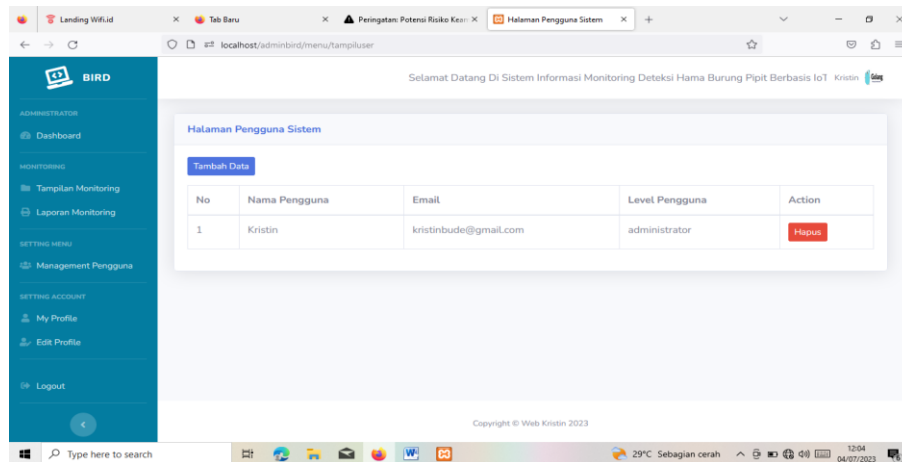 Landing Wifi.id
Tab Baru
Peringatan: Potensi Risiko Kean
Halaman Pengguna Sistem
localhost/adminbird/menu/tampiluser
BIRD
Selamat Datang Di Sistem Informasi Monitoring Deteksi Hama Burung Pipit Berbasis IoT Kristin
ADMINISTRATOR
Dashboard
MONITORING
Tampilan Monitoring
Laporan Monitoring
SETTING MENU
Management Pengguna
SETTING ACCOUNT
My Profile
Edit Profile
Logout
Halaman Pengguna Sistem
Tambah Data
No Nama Pengguna Email Level Pengguna Action
1 Kristin kristinbude@gmail.com administrator Hapus
Copyright © Web Kristin 2023
Type here to search
29°C Sebagian cerah
12:04
04/07/2023